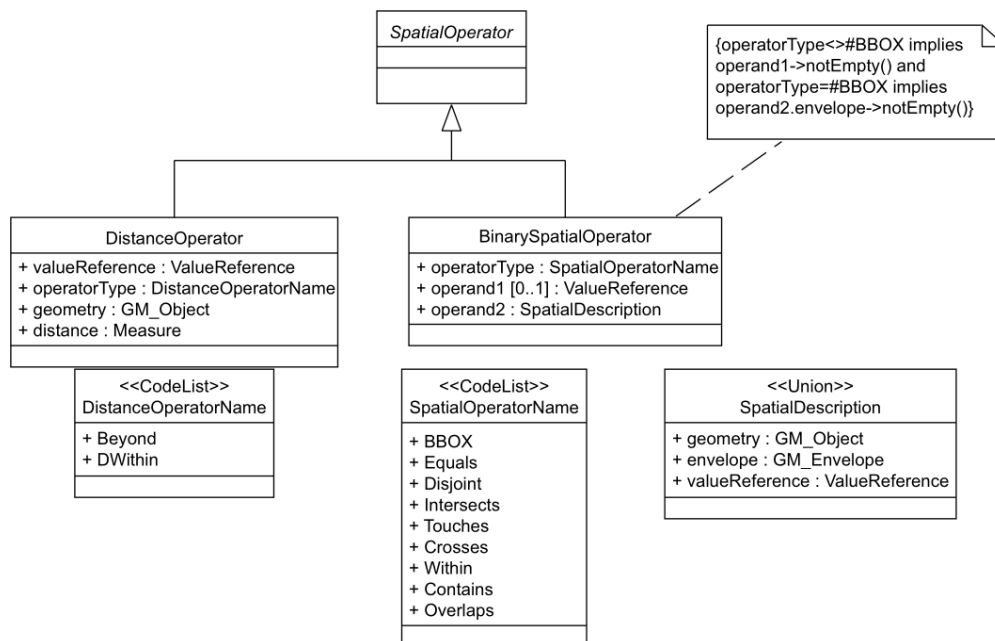 SpatialOperator
{operatorType<>#BBOX implies
operand1->notEmpty() and
operatorType=#BBOX implies
operand2.envelope->notEmpty()}
DistanceOperator
+ valueReference : ValueReference
+ operatorType : DistanceOperatorName
+ geometry : GM_Object
+ distance : Measure
BinarySpatialOperator
+ operatorType : SpatialOperatorName
+ operand1 [0..1] : ValueReference
+ operand2 : SpatialDescription
<<CodeList>>
DistanceOperatorName
+ Beyond
+ DWithin
<<CodeList>>
SpatialOperatorName
+ BBOX
+ Equals
+ Disjoint
+ Intersects
+ Touches
+ Crosses
+ Within
+ Contains
+ Overlaps
<<Union>>
SpatialDescription
+ geometry : GM_Object
+ envelope : GM_Envelope
+ valueReference : ValueReference